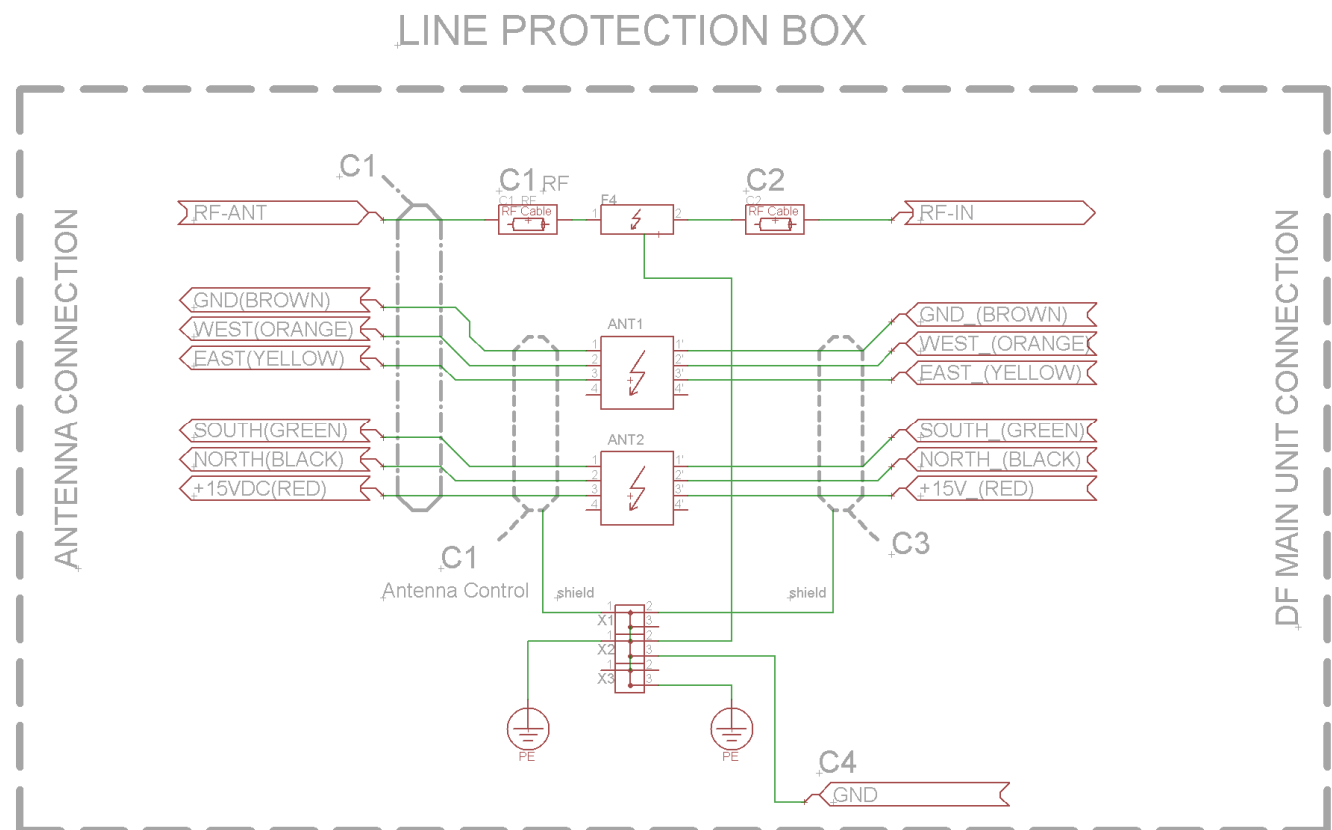 LINE PROTECTION BOX
C1
C1 RF
C1_RF
RF Cable
F4
C2
C2
RF Cable
RF-ANT
1
2
RF-IN
ANTENNA CONNECTION
DF MAIN UNIT CONNECTION
GND(BROWN)
WEST(ORANGE)
EAST(YELLOW)
ANT1
1 1'
2 2'
3 3'
4 4'
GND_(BROWN)
WEST_(ORANGE)
EAST_(YELLOW)
SOUTH(GREEN)
NORTH(BLACK)
+15VDC(RED)
ANT2
1 1'
2 2'
3 3'
4 4'
SOUTH_(GREEN)
NORTH_(BLACK)
+15V_(RED)
C1
Antenna Control
C3
shield
shield
X1 1 2 3
X2 1 2 3
X3 1 2 3
PE
PE
C4
GND